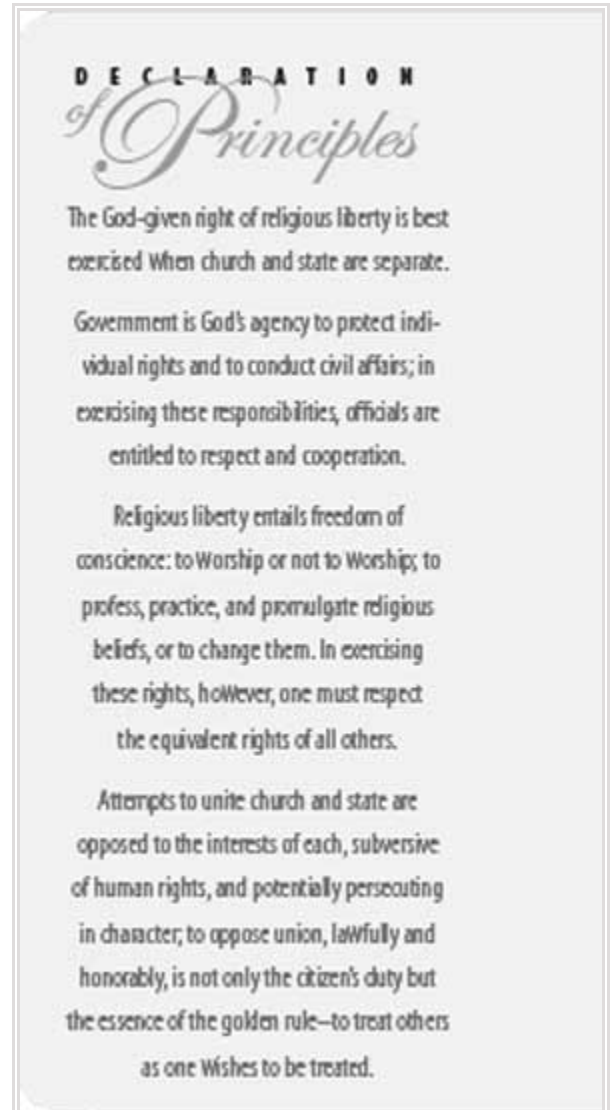 DECLARATION
of Principles
The God-given right of religious liberty is best
exercised When church and state are separate.
Government is God's agency to protect indi-
vidual rights and to conduct civil affairs; in
exercising these responsibilities, officials are
entitled to respect and cooperation.
Religious liberty entails freedom of
conscience: to Worship or not to Worship; to
profess, practice, and promulgate religious
beliefs, or to change them. In exercising
these rights, hoWever, one must respect
the equivalent rights of all others.
Attempts to unite church and state are
opposed to the interests of each, subversive
of human rights, and potentially persecuting
in character; to oppose union, laWfully and
honorably, is not only the citizen's duty but
the essence of the golden rule–to treat others
as one Wishes to be treated.